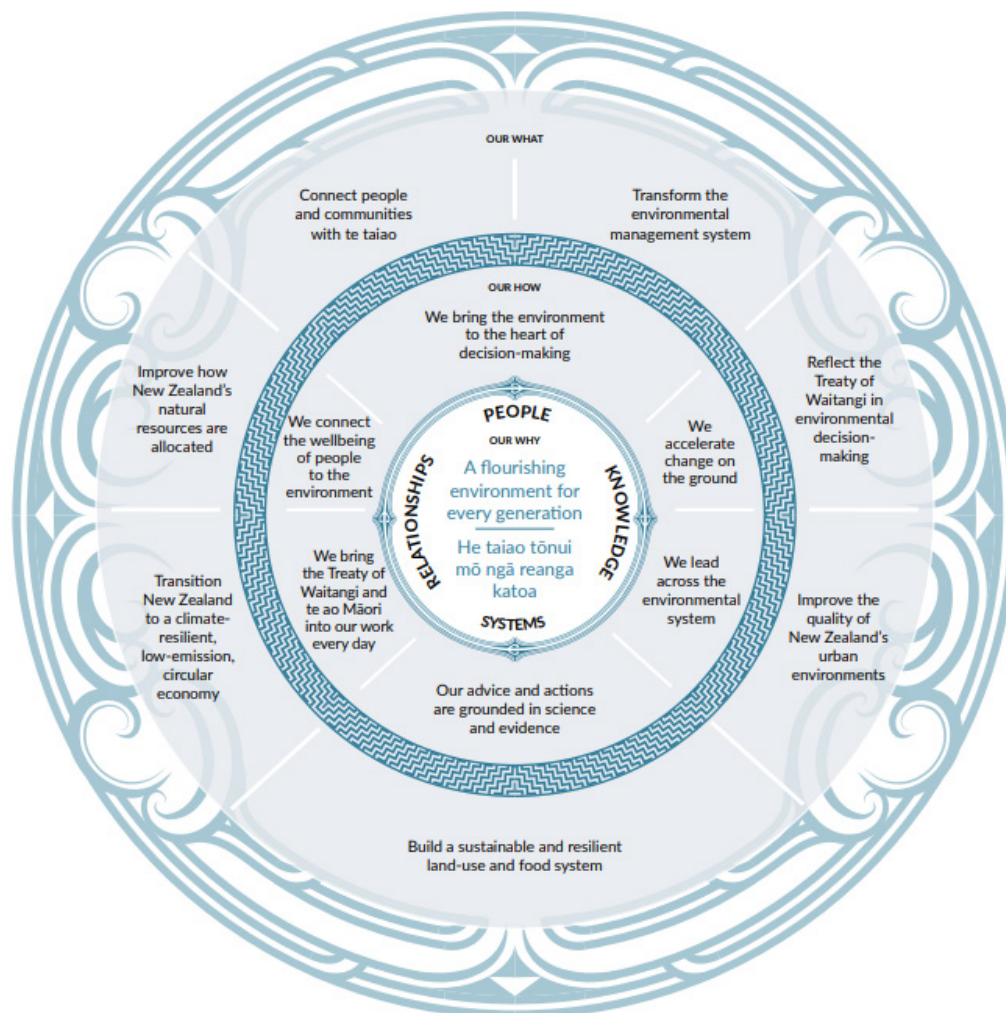 OUR WHAT
Connect people
and communities
with te taiao
Transform the
environmental
management system
Improve how
New Zealand's
natural
resources are
allocated
Reflect the
Treaty of
Waitangi in
environmental
decision-
making
Transition
New Zealand
to a climate-
resilient,
low-emission,
circular
economy
Improve the
quality of
New Zealand's
urban
environments
Build a sustainable and resilient
land-use and food system
OUR HOW
We bring the environment
to the heart of
decision-making
We connect
the wellbeing
of people
to the
environment
We
accelerate
change on
the ground
We bring
the Treaty of
Waitangi and
te ao Māori
into our work
every day
We lead
across the
environmental
system
Our advice and actions
are grounded in science
and evidence
PEOPLE
RELATIONSHIPS
KNOWLEDGE
SYSTEMS
OUR WHY
A flourishing
environment for
every generation
He taiao tōnui
mō ngā reanga
katoa